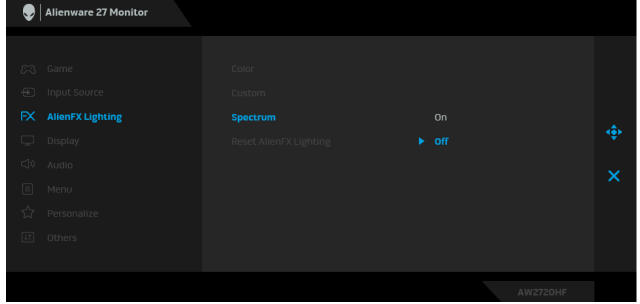 Alienware 27 Monitor
Game
Color
Input Source
Custom
FX AlienFX Lighting
Spectrum On
Display
Reset AlienFX Lighting Off
Audio
Menu
Personalize
Others
AW2720HF